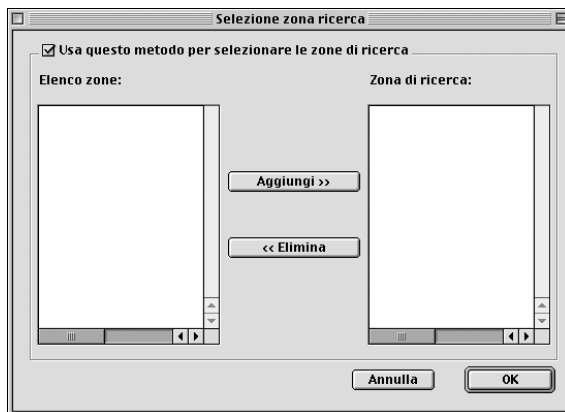 Selezione zona ricerca
Usa questo metodo per selezionare le zone di ricerca
Elenco zone:
Zona di ricerca:
Aggiungi >>
<< Elimina
Annulla
OK